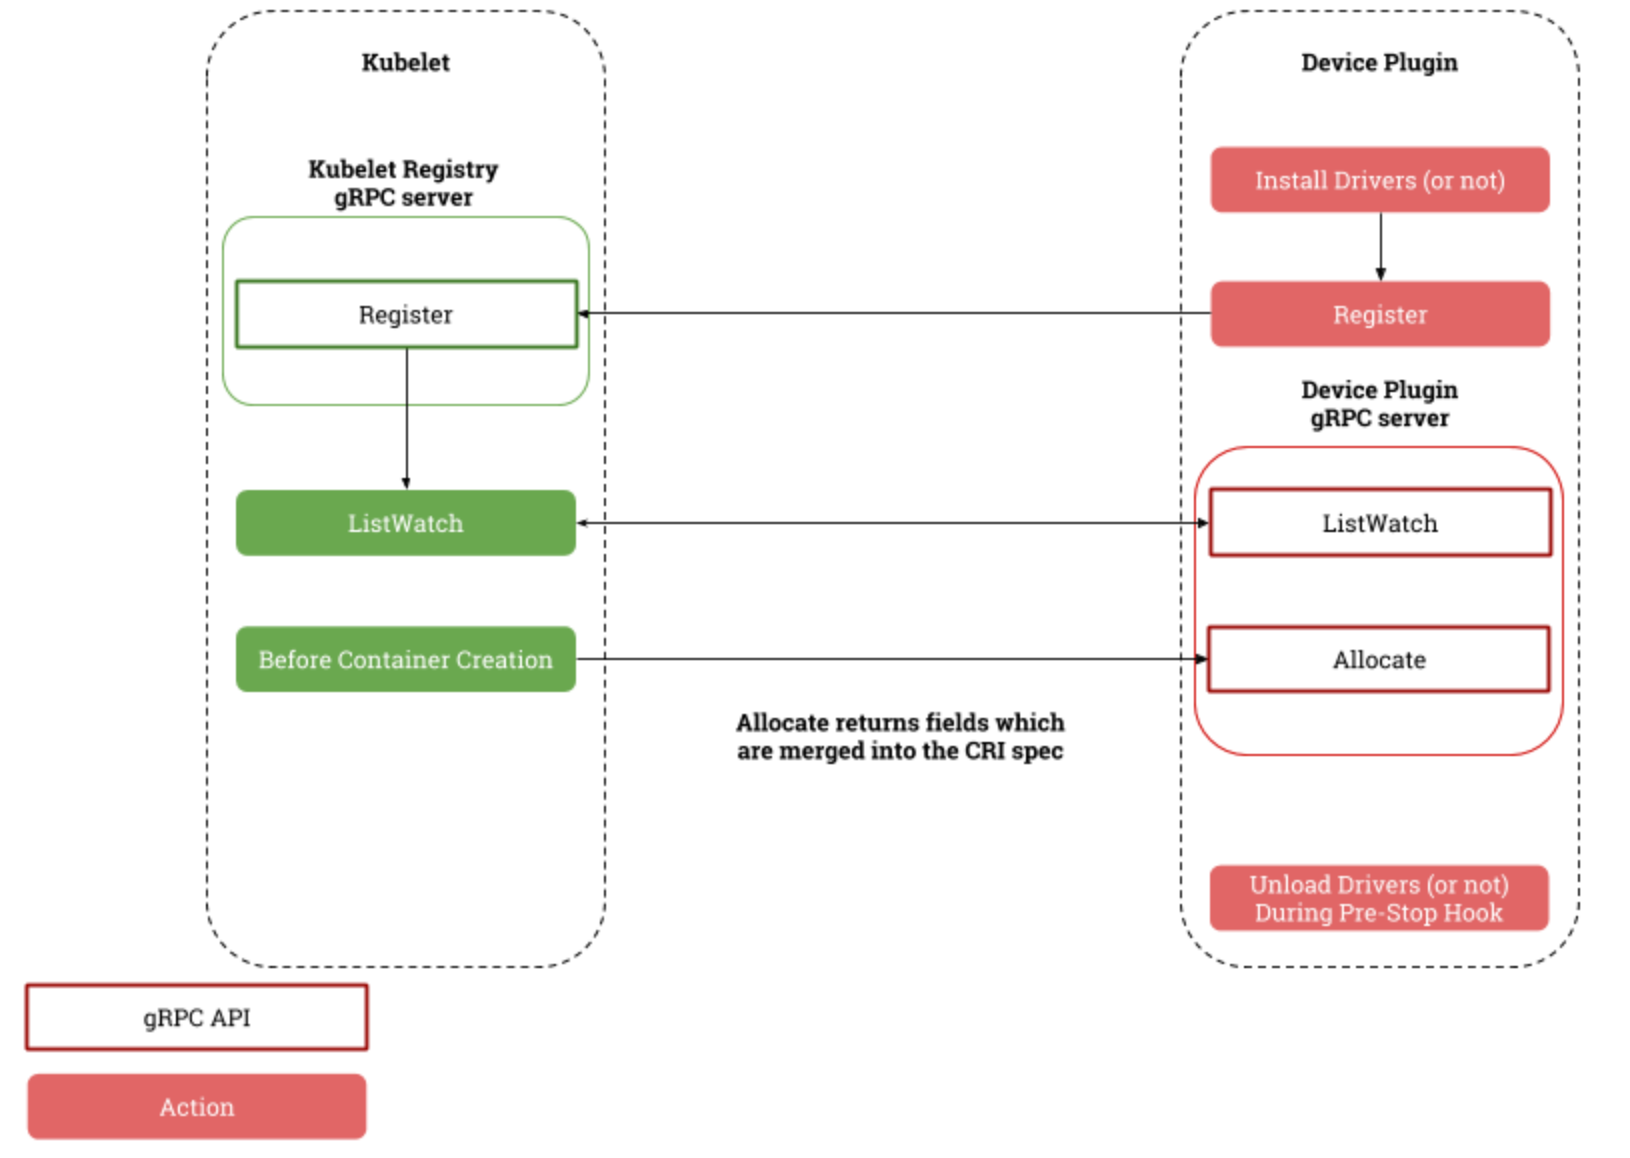 Kubelet
Kubelet Registry
gRPC server
Register
ListWatch
Before Container Creation
Allocate returns fields which
are merged into the CRI spec
Device Plugin
Install Drivers (or not)
Register
Device Plugin
gRPC server
ListWatch
Allocate
Unload Drivers (or not)
During Pre-Stop Hook
gRPC API
Action